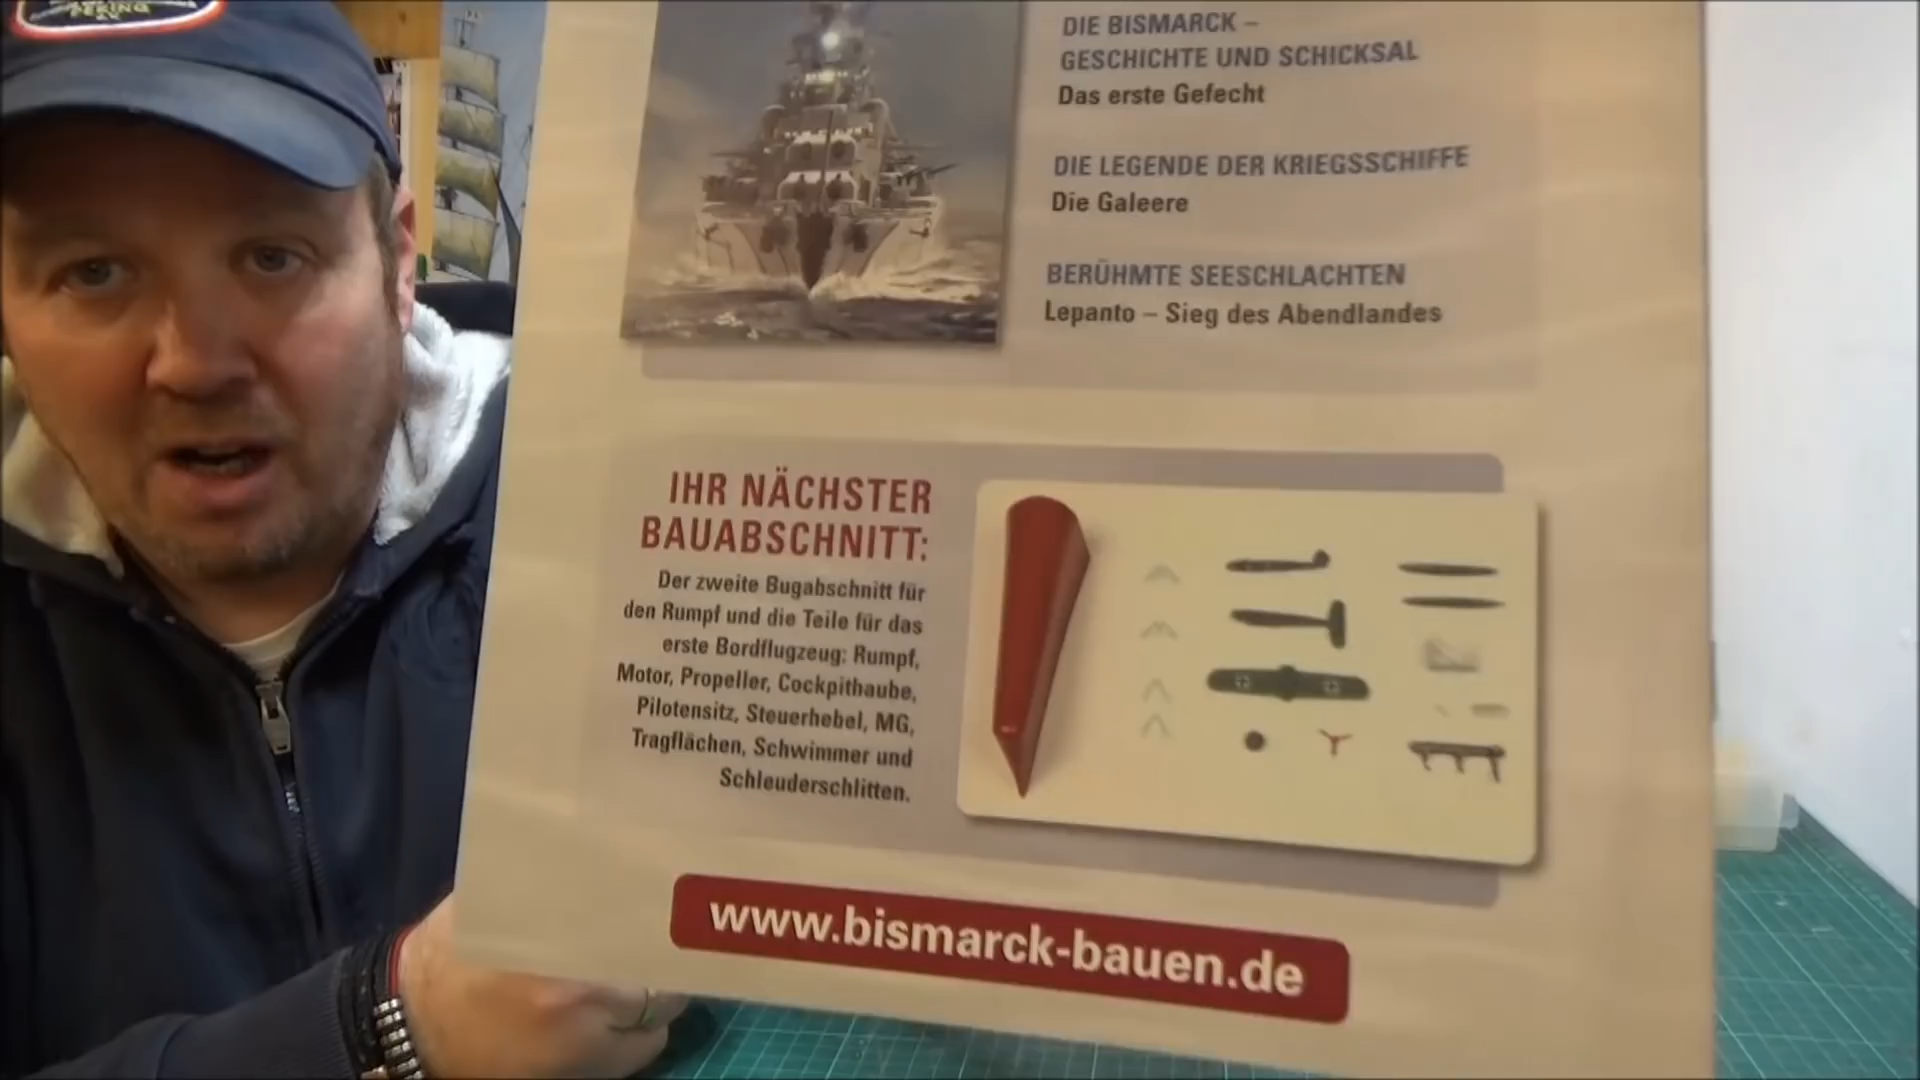 PEKING
DIE BISMARCK –
GESCHICHTE UND SCHICKSAL
Das erste Gefecht
DIE LEGENDE DER KRIEGSSCHIFFE
Die Galeere
BERÜHMTE SEESCHLACHTEN
Lepanto – Sieg des Abendlandes
IHR NÄCHSTER
BAUABSCHNITT:
Der zweite Bugabschnitt für
den Rumpf und die Teile für das
erste Bordflugzeug: Rumpf,
Motor, Propeller, Cockpithaube,
Pilotensitz, Steuerhebel, MG,
Tragflächen, Schwimmer und
Schleuderschlitten.
www.bismarck-bauen.de